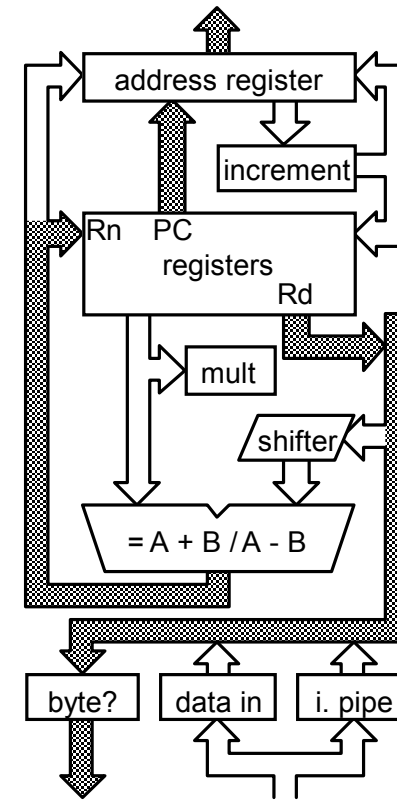 address register
increment
Rn PC
registers
Rd
mult
shifter
= A + B / A - B
byte? data in i. pipe